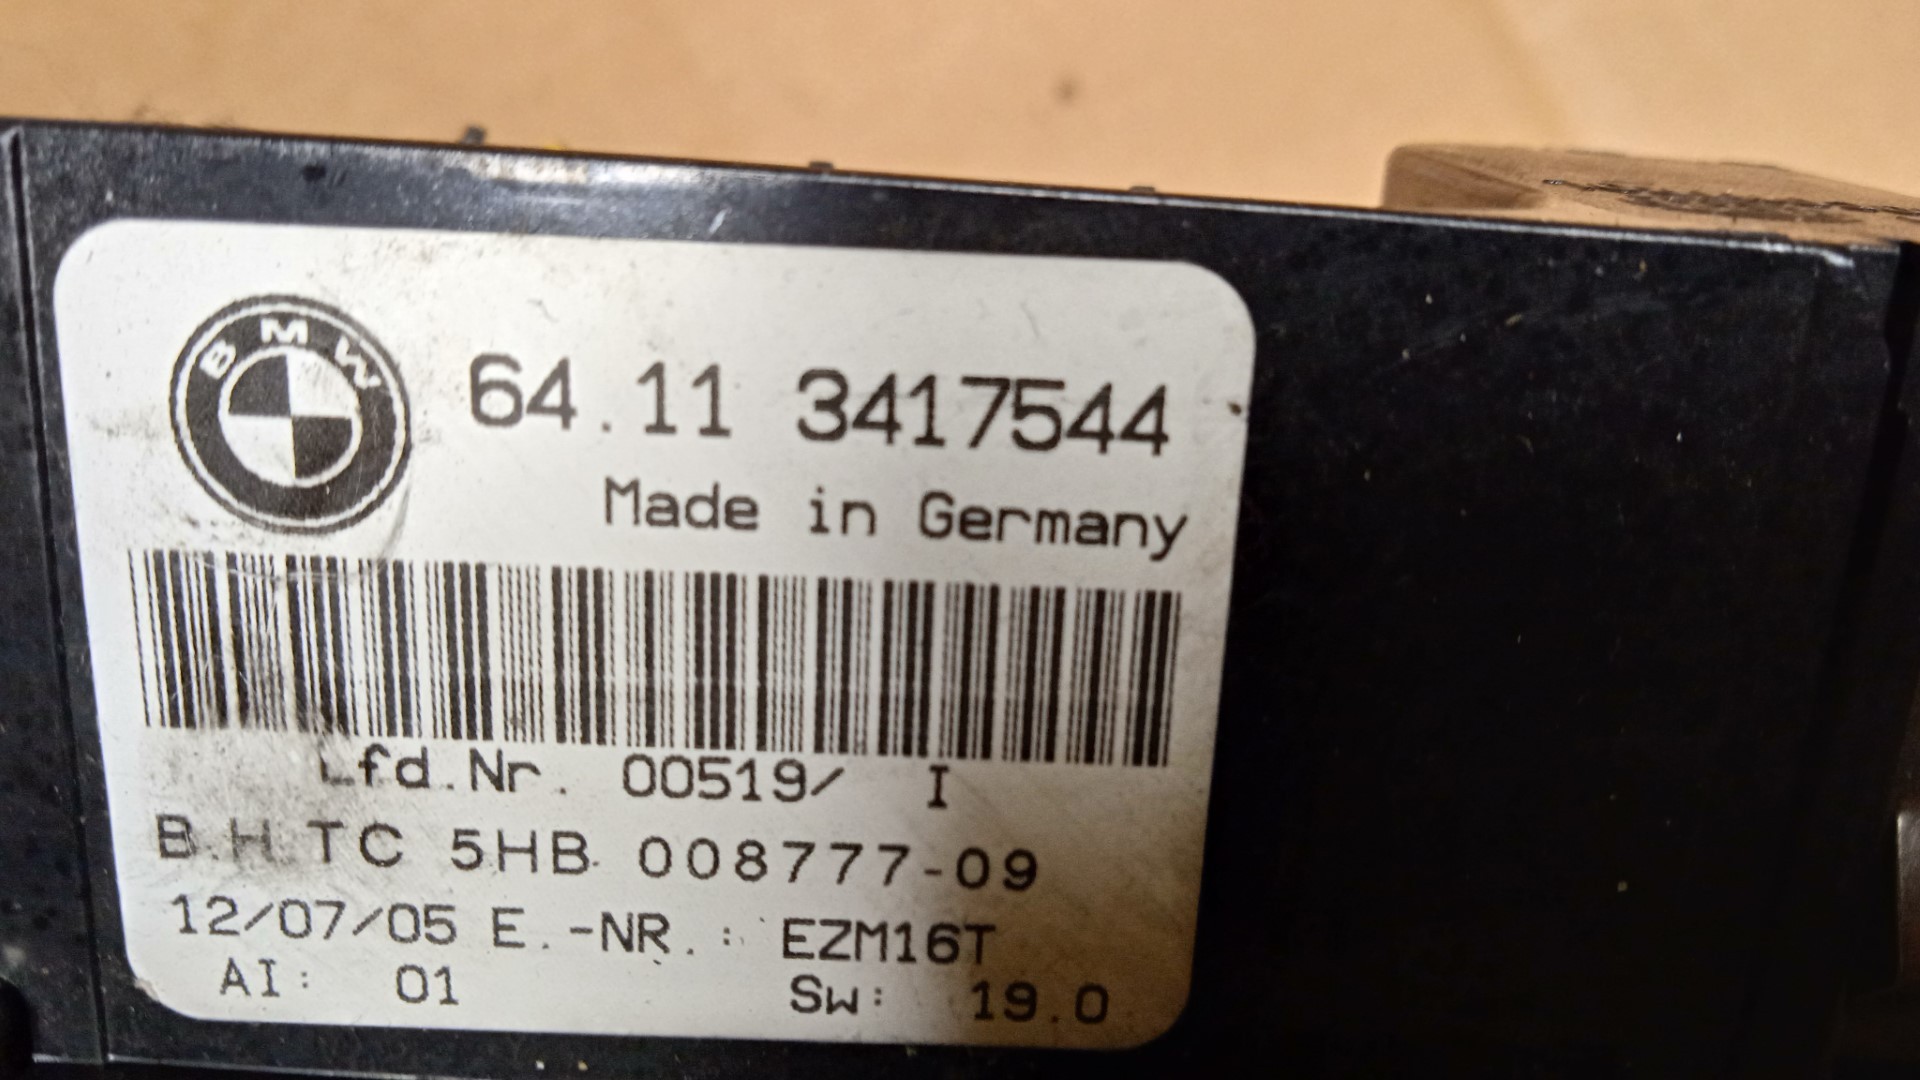 BMW
64.11 3417544
Made in Germany
Lfd.Nr. 00519/ I
B.H.TC 5HB 008777-09
12/07/05 E.-NR.: EZM16T
AI: 01 Sw: 19.0